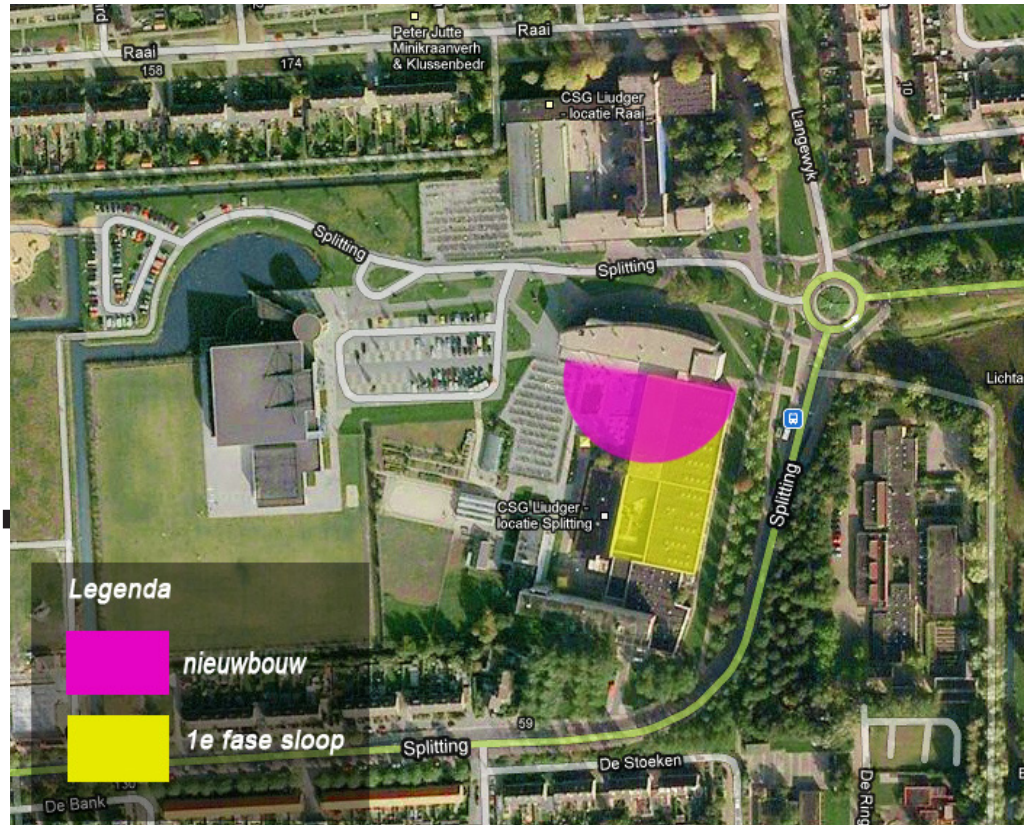 Raai
158
174
Peter Jutte
Minikraanverh
& Klussenbedr
Raai
CSG Liudger
- locatie Raai
Langewyk
10
Splitting
Splitting
Lichta
CSG Liudger -
locatie Splitting
Splitting
Legenda
nieuwbouw
1e fase sloop
59
Splitting
De Stoeken
De Bank
De Ring